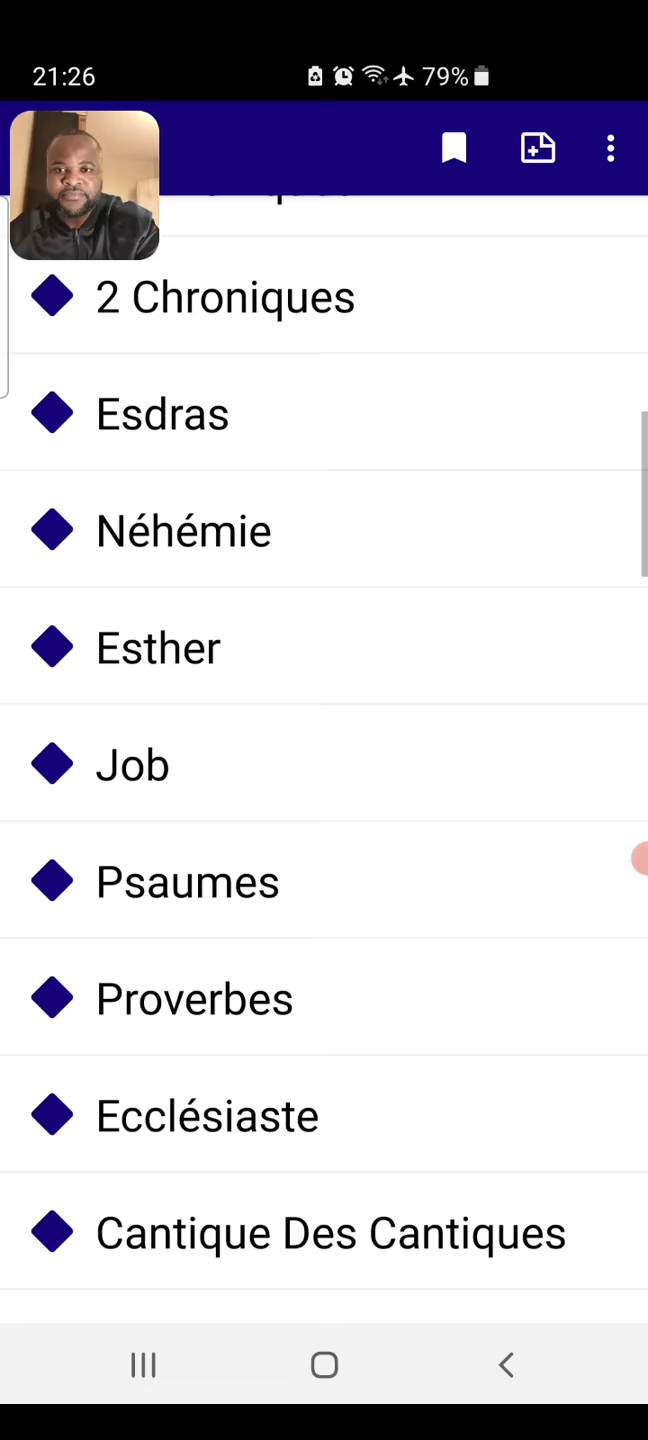 21:26
79%
2 Chroniques
Esdras
Néhémie
Esther
Job
Psaumes
Proverbes
Ecclésiaste
Cantique Des Cantiques